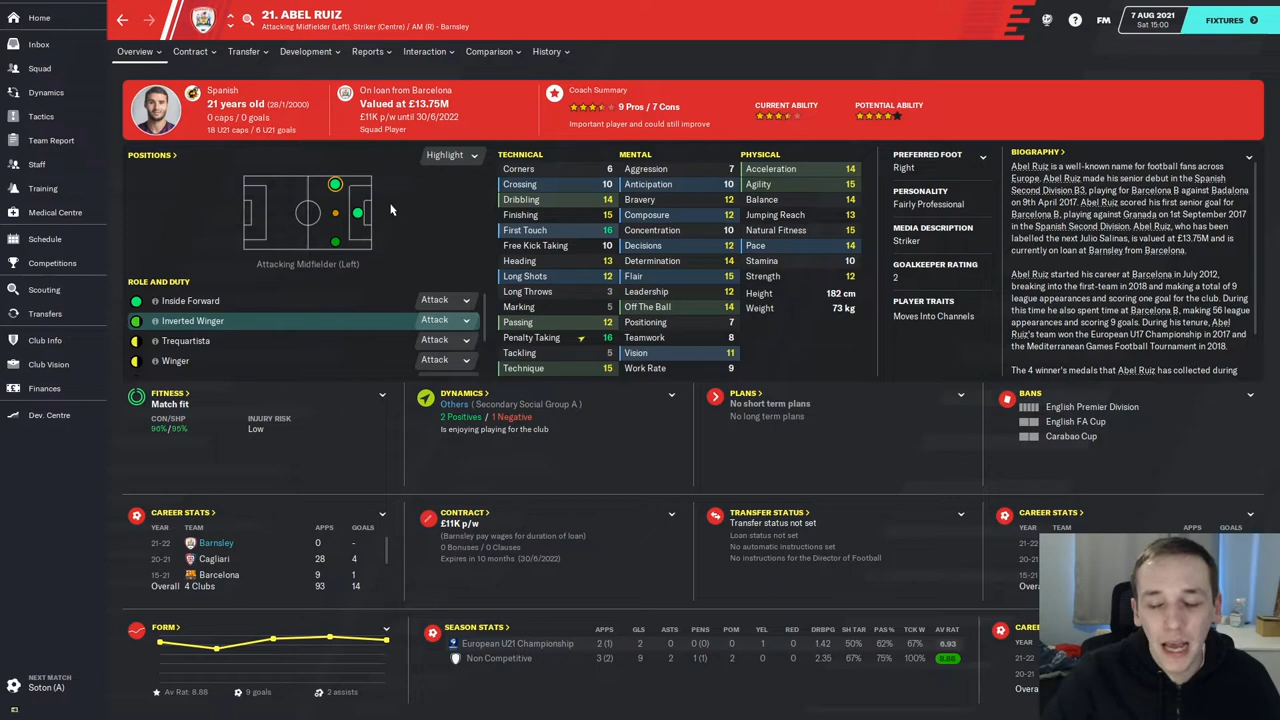 Home
Inbox
Squad
Dynamics
Tactics
Team Report
Staff
Training
Medical Centre
Schedule
Competitions
Scouting
Transfers
Club Info
Club Vision
Finances
Dev. Centre
NEXT MATCH
Soton (A)
21. ABEL RUIZ
Attacking Midfielder (Left), Striker (Centre) / AM (R) - Barnsley
FM
7 AUG 2021
Sat 15:00
FIXTURES
Overview
Contract
Transfer
Development
Reports
Interaction
Comparison
History
Spanish
21 years old (28/1/2000)
0 caps / 0 goals
18 U21 caps / 6 U21 goals
On loan from Barcelona
Valued at £13.75M
£11K p/w until 30/6/2022
Squad Player
Coach Summary
9 Pros / 7 Cons
Important player and could still improve
CURRENT ABILITY
POTENTIAL ABILITY
POSITIONS
Highlight
Attacking Midfielder (Left)
ROLE AND DUTY
Inside Forward Attack
Inverted Winger Attack
Trequartista Attack
Winger Attack
TECHNICAL
Corners 6
Crossing 10
Dribbling 14
Finishing 15
First Touch 16
Free Kick Taking 10
Heading 13
Long Shots 12
Long Throws 3
Marking 5
Passing 12
Penalty Taking 16
Tackling 5
Technique 15
MENTAL
Aggression 7
Anticipation 10
Bravery 12
Composure 12
Concentration 10
Decisions 12
Determination 14
Flair 15
Leadership 12
Off The Ball 14
Positioning 7
Teamwork 8
Vision 11
Work Rate 9
PHYSICAL
Acceleration 14
Agility 15
Balance 14
Jumping Reach 13
Natural Fitness 15
Pace 14
Stamina 10
Strength 12
Height 182 cm
Weight 73 kg
PREFERRED FOOT
Right
PERSONALITY
Fairly Professional
MEDIA DESCRIPTION
Striker
GOALKEEPER RATING
2
PLAYER TRAITS
Moves Into Channels
BIOGRAPHY
Abel Ruiz is a well-known name for football fans across
Europe. Abel Ruiz made his senior debut in the Spanish
Second Division B3, playing for Barcelona B against Badalona
on 9th April 2017. Abel Ruiz scored his first senior goal for
Barcelona B, playing against Granada on 1st September 2017
in the Spanish Second Division. Abel Ruiz, who has been
labelled the next Julio Salinas, is valued at £13.75M and is
currently on loan at Barnsley from Barcelona.
Abel Ruiz started his career at Barcelona in July 2012,
breaking into the first-team in 2018 and making a total of 9
league appearances and scoring one goal for the club. During
this time he also spent time at Barcelona B, making 56
league appearances and scoring 9 goals. During his tenure, Abel
Ruiz's team won the European U17 Championship in 2017 and
the Mediterranean Games Football Tournament in 2018.
The 4 winner's medals that Abel Ruiz has collected during
FITNESS
Match fit
CON/SHP
96%/95%
INJURY RISK
Low
DYNAMICS
Others ( Secondary Social Group A )
2 Positives / 1 Negative
Is enjoying playing for the club
PLANS
No short term plans
No long term plans
BANS
English Premier Division
English FA Cup
Carabao Cup
CAREER STATS
YEAR TEAM APPS GOALS
21-22 Barnsley 0 -
20-21 Cagliari 28 4
15-21 Barcelona 9 1
Overall 4 Clubs 93 14
CONTRACT
£11K p/w
(Barnsley pay wages for duration of loan)
0 Bonuses / 0 Clauses
Expires in 10 months (30/6/2022)
TRANSFER STATUS
Transfer status not set
Loan status not set
No automatic instructions set
No instructions for the Director of Football
CAREER STATS
YEAR TEAM APPS GOALS
21-22
20-21
15-21
Overall
FORM
Av Rat: 8.88
9 goals
2 assists
SEASON STATS
APPS GLS ASTS PENS POM YEL RED DRBPG SH TAR PAS % TCK W AV RAT
European U21 Championship 2 (1) 2 0 0 (0) 0 1 0 1.42 50% 62% 67% 6.93
Non Competitive 3 (2) 9 2 1 (1) 2 0 0 2.35 67% 75% 100% 8.88
21-22
20-21